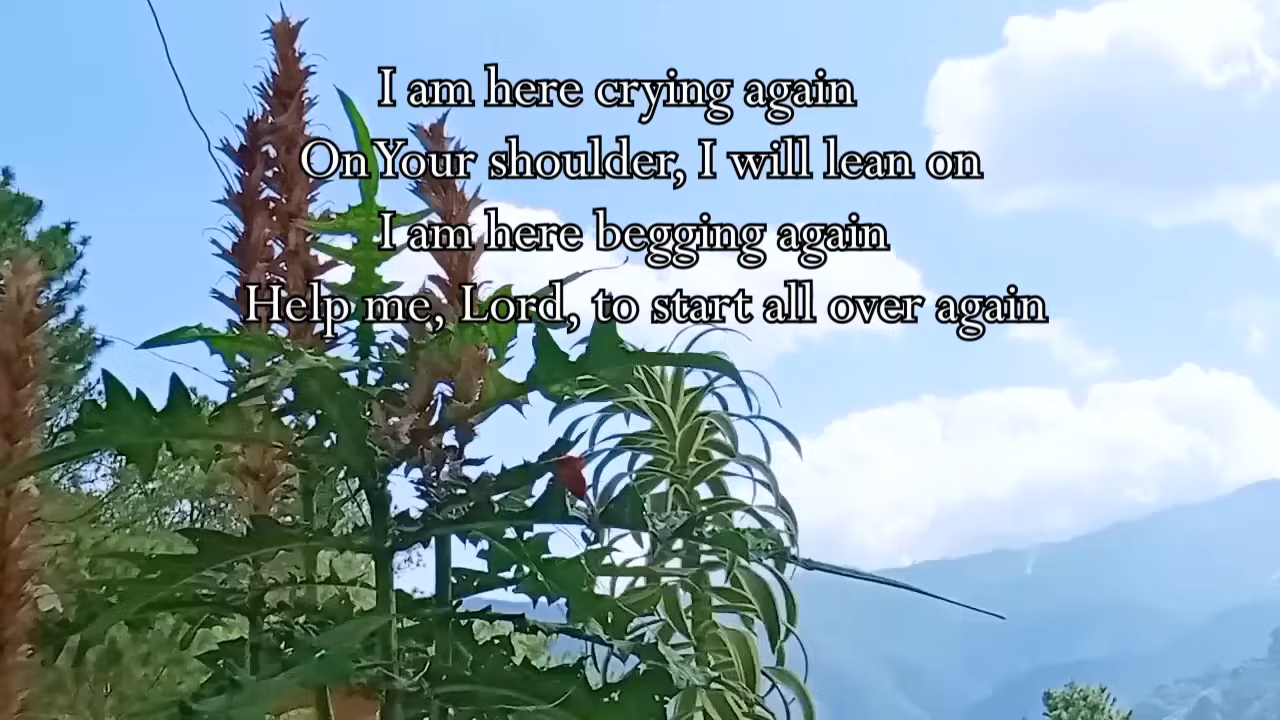 I am here crying again
On Your shoulder, I will lean on
I am here begging again
Help me, Lord, to start all over again